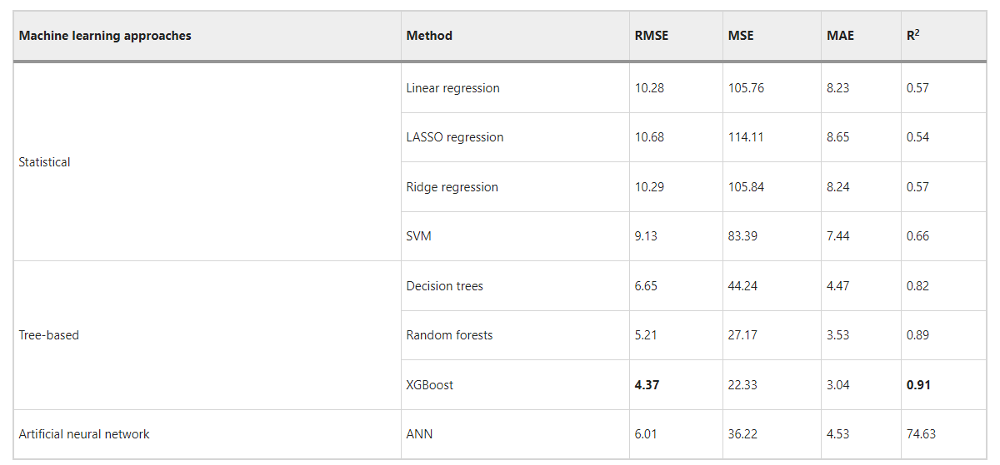 Machine learning approaches Method RMSE MSE MAE R²
Statistical Linear regression 10.28 105.76 8.23 0.57
LASSO regression 10.68 114.11 8.65 0.54
Ridge regression 10.29 105.84 8.24 0.57
SVM 9.13 83.39 7.44 0.66
Tree-based Decision trees 6.65 44.24 4.47 0.82
Random forests 5.21 27.17 3.53 0.89
XGBoost 4.37 22.33 3.04 0.91
Artificial neural network ANN 6.01 36.22 4.53 74.63